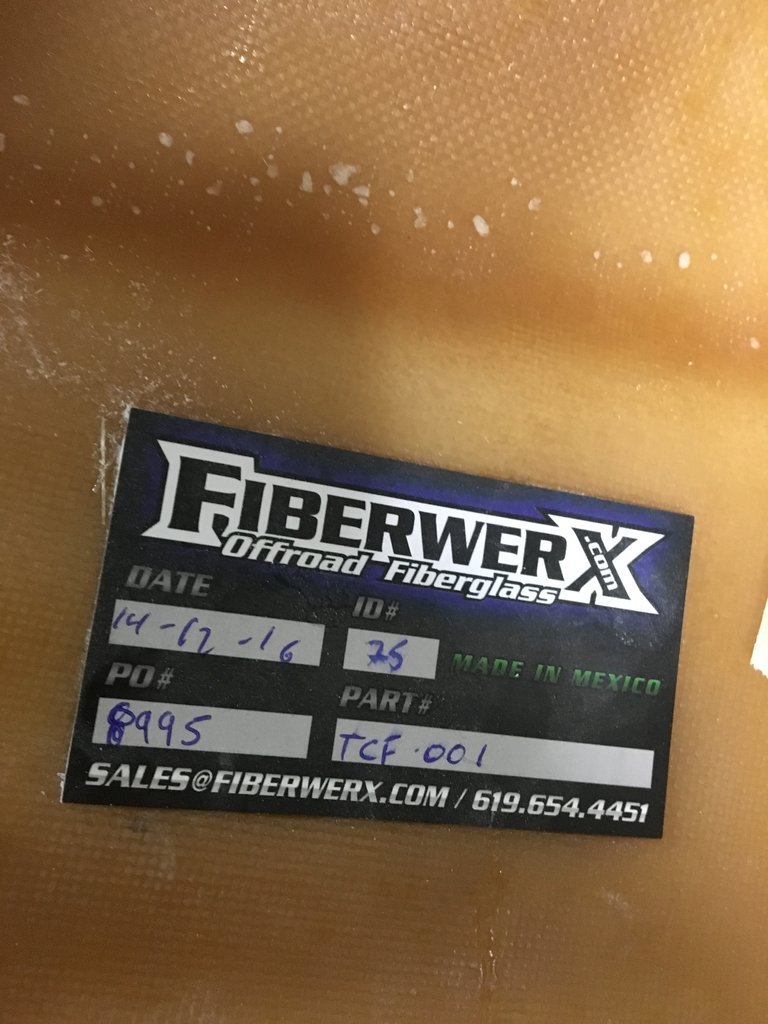 FIBERWERX.com
Offroad Fiberglass
DATE
14-12-16
ID#
75
MADE IN MEXICO
PO#
8995
PART#
TCF-001
SALES@FIBERWERX.COM / 619.654.4451